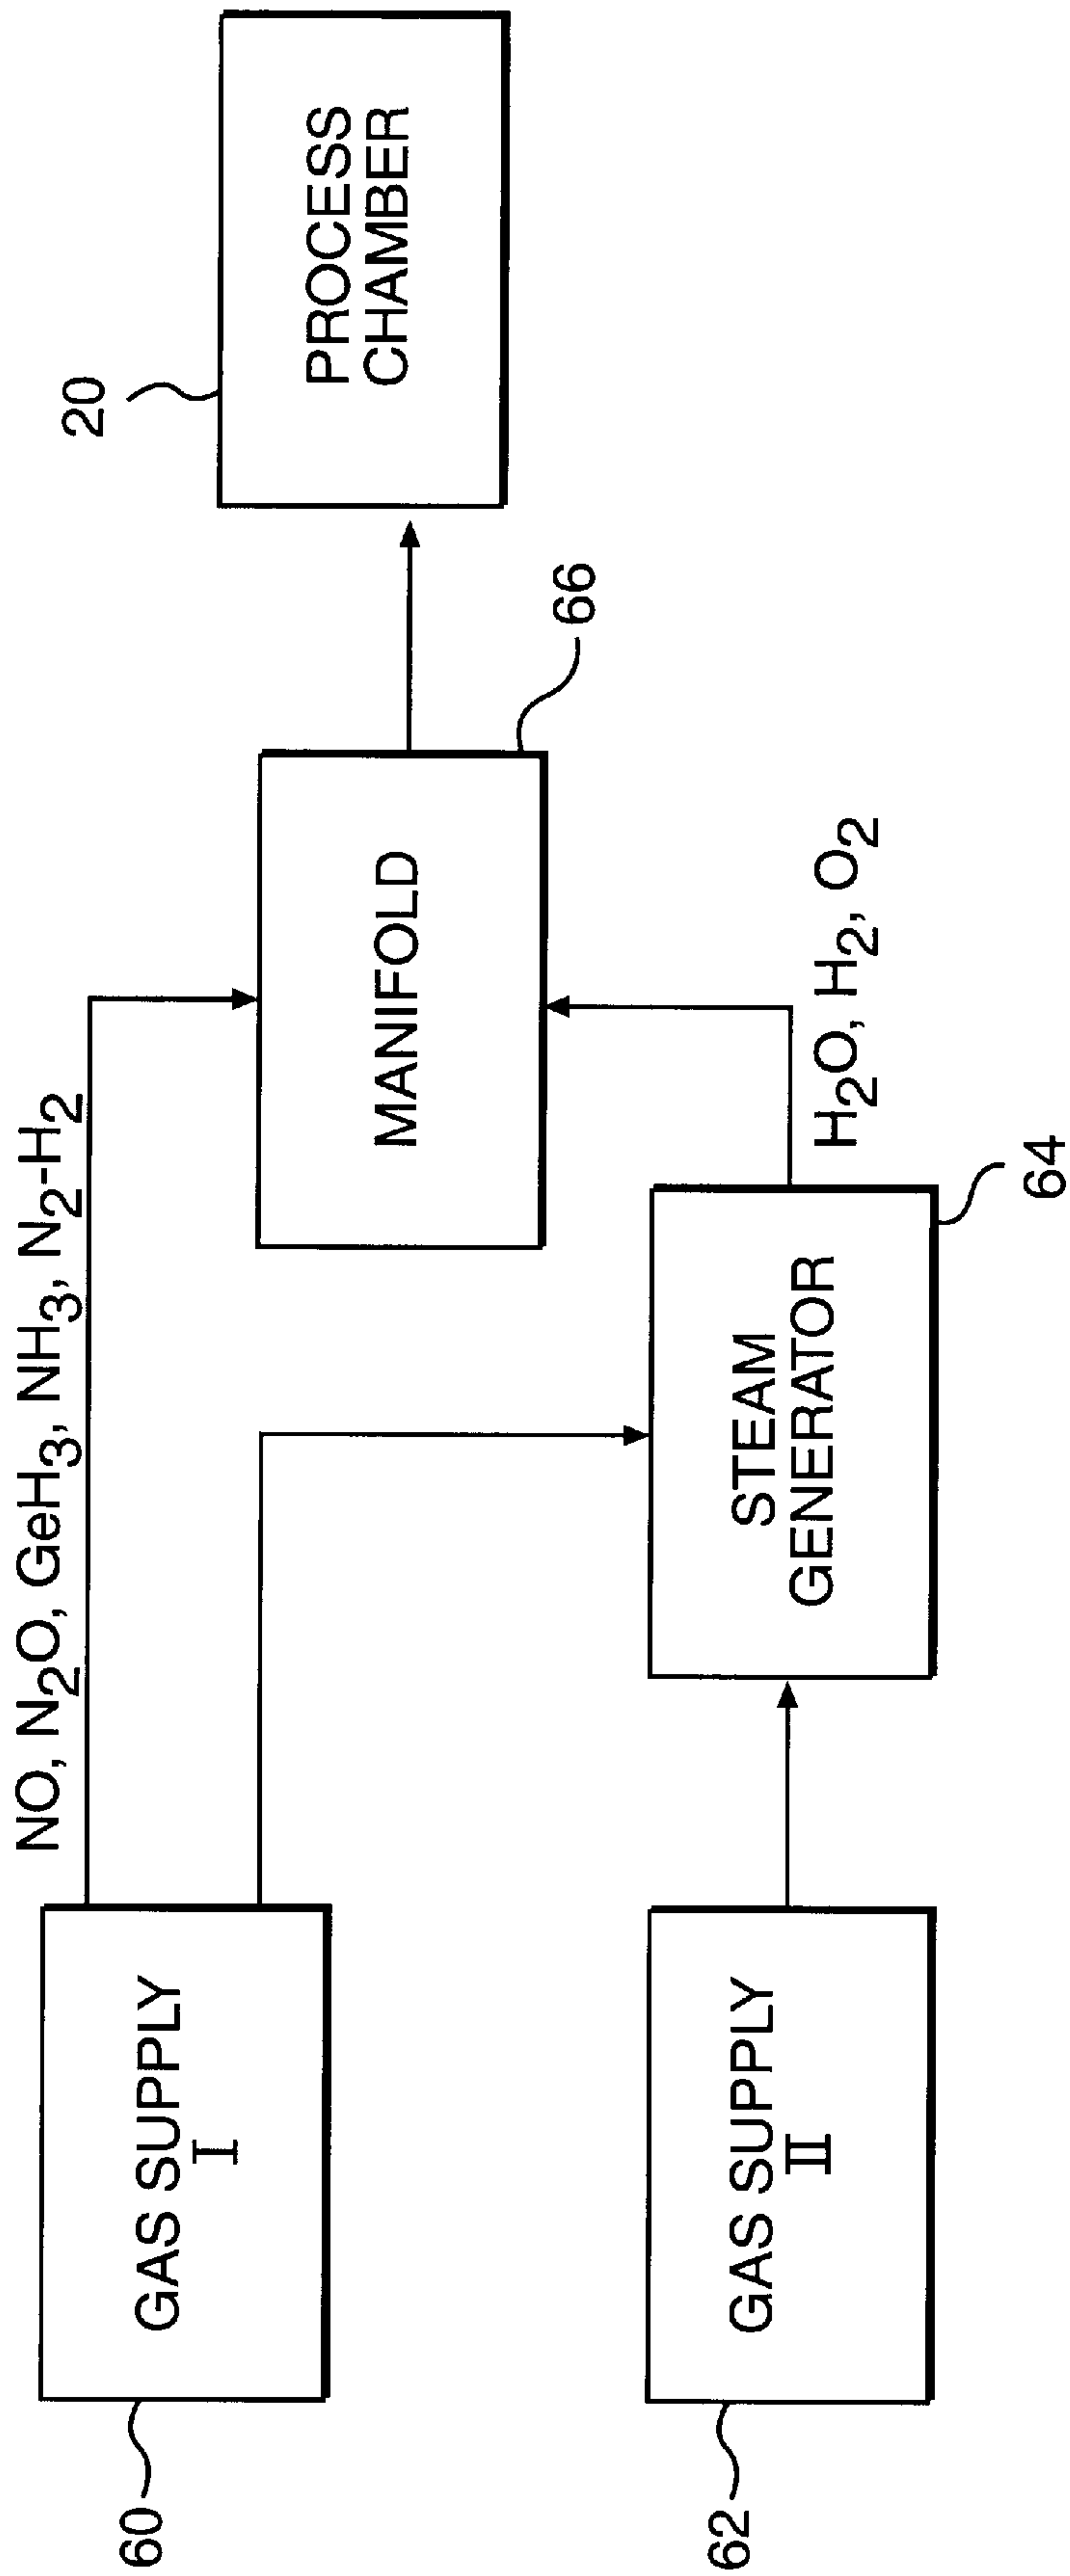 NO, N2O, GeH3, NH3, N2-H2
GAS SUPPLY
I
60
MANIFOLD
66
PROCESS
CHAMBER
20
GAS SUPPLY
II
62
STEAM
GENERATOR
64
H2O, H2, O2